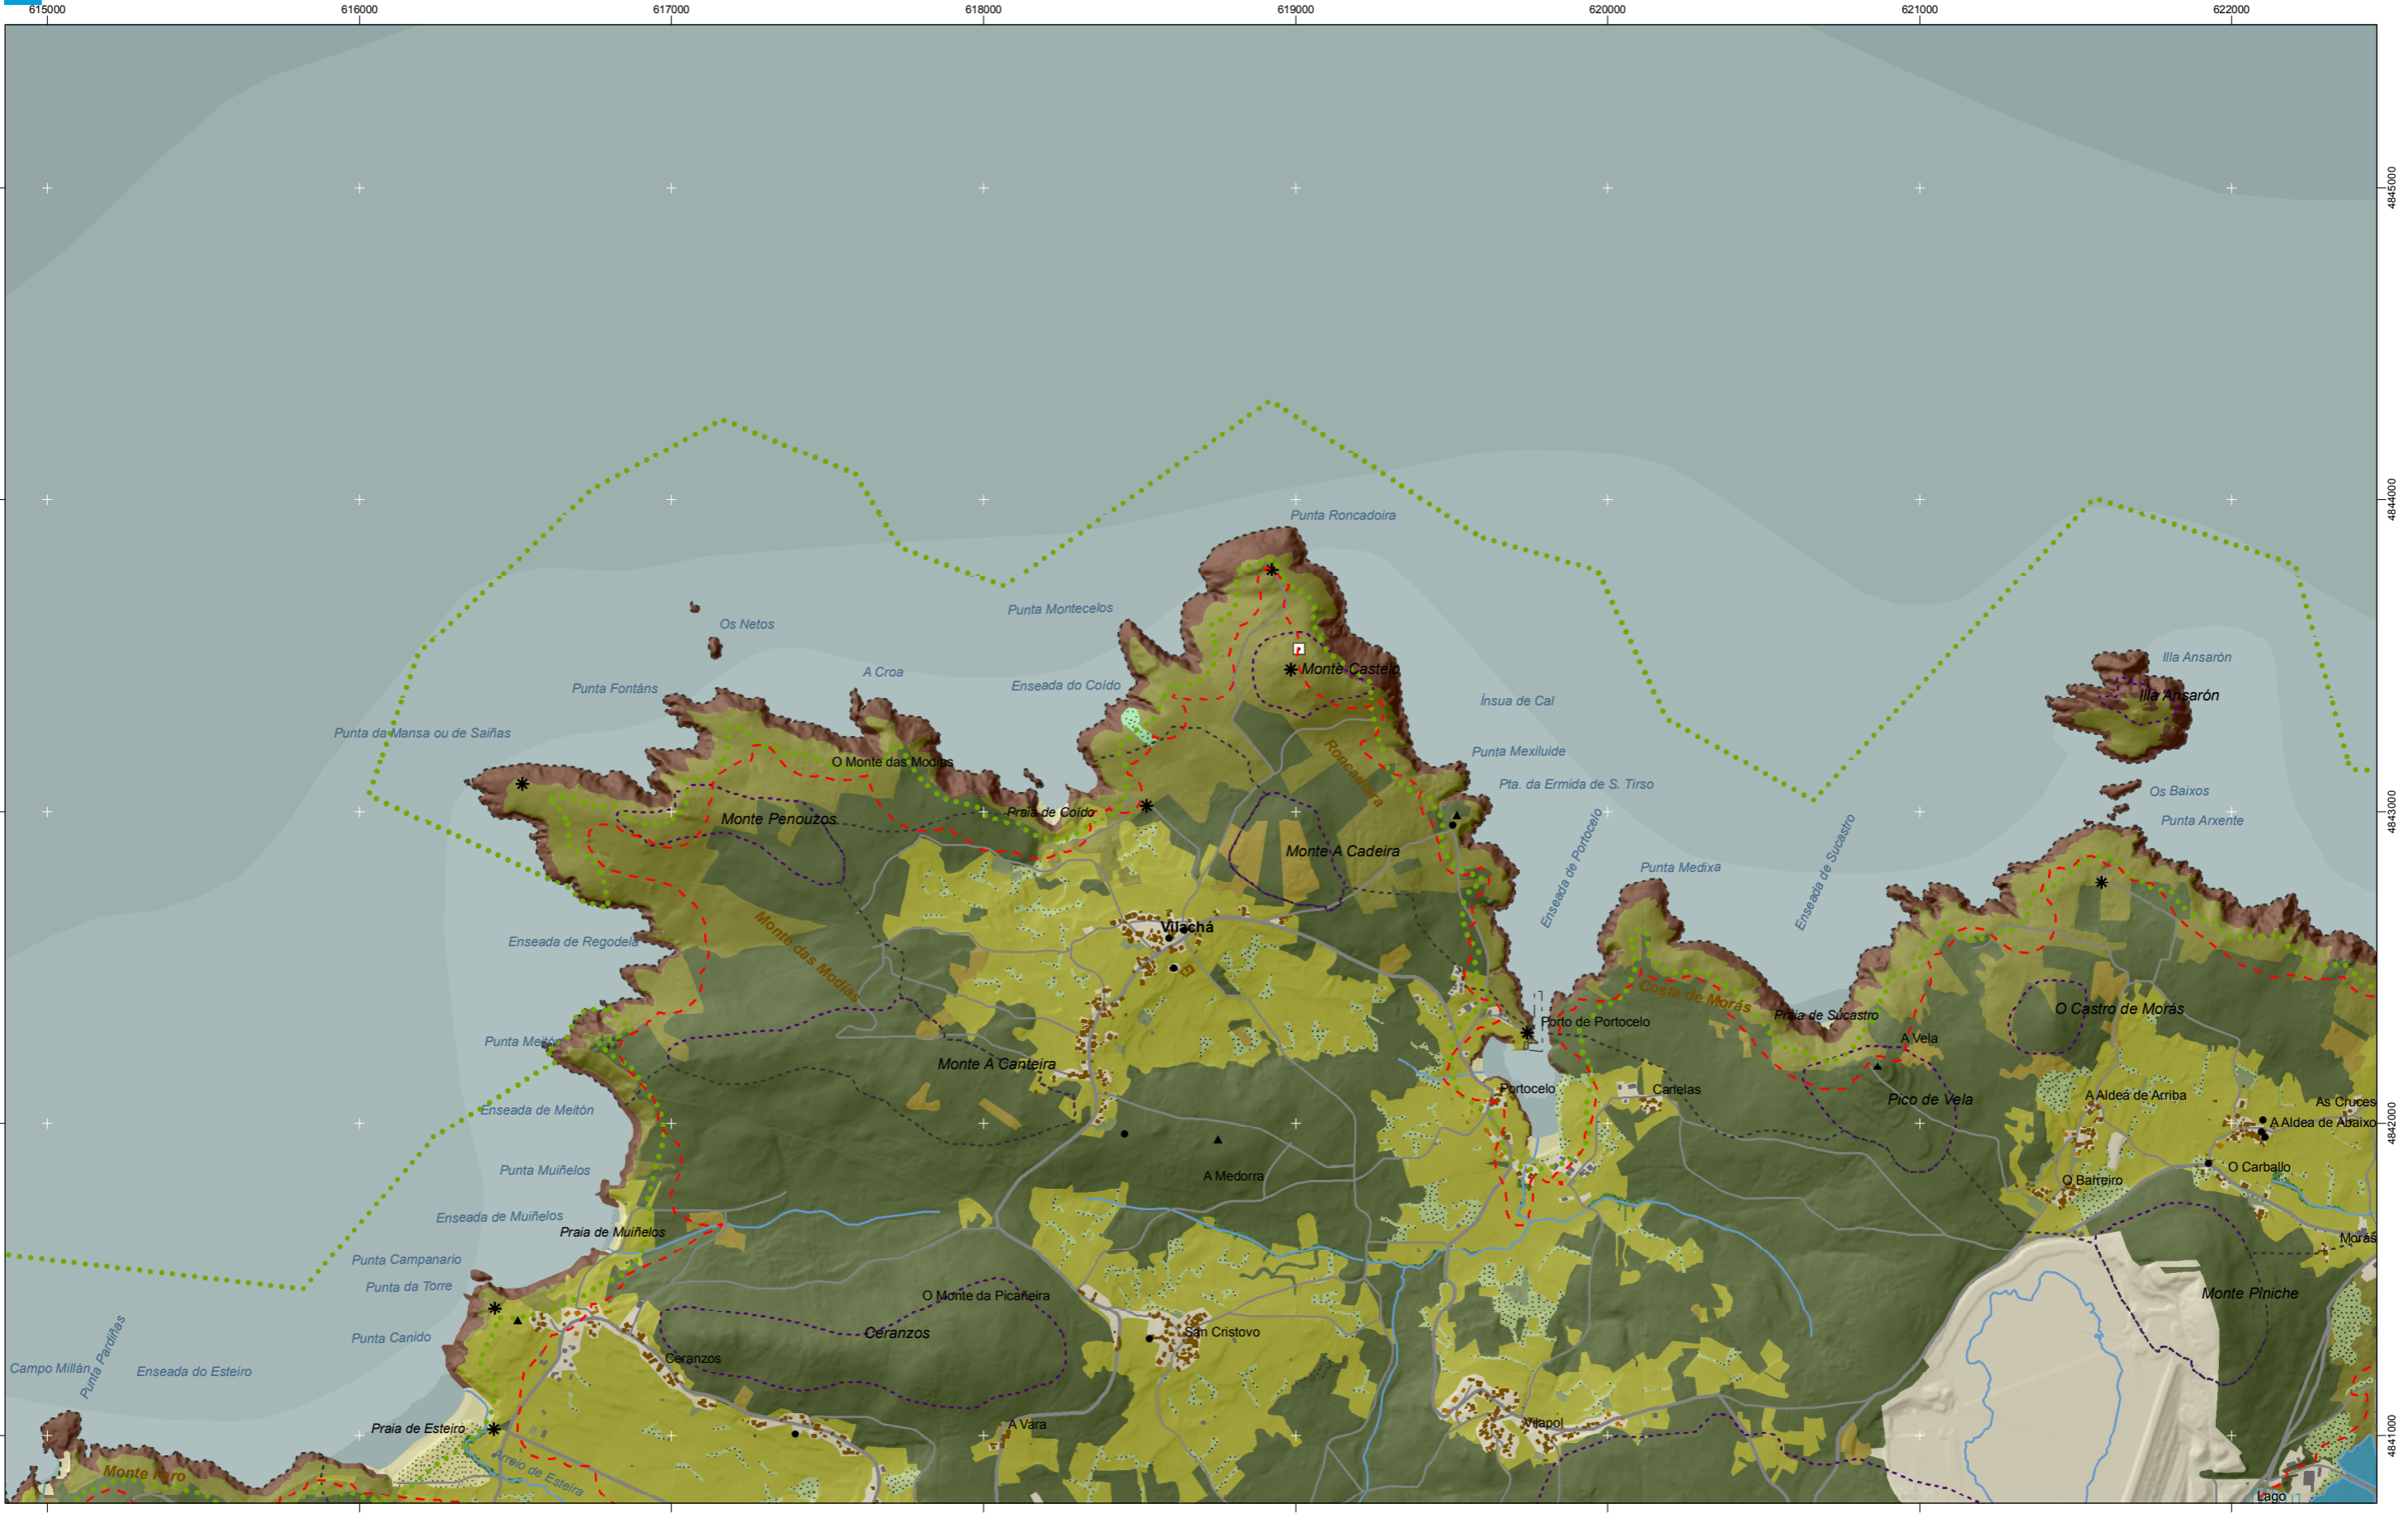 615000 616000 617000 618000 619000 620000 621000 622000
4845000
4844000
Punta Roncadoira
Punta Montecelos
Os Netos
A Croa
Enseada do Coído
Punta Fontáns
Punta da Mansa ou de Saiñas
Monte Castelo
Ínsua de Cal
Illa Ansarón
Illa Ansarón
Punta Mexiluide
Pta. da Ermida de S. Tirso
Os Baixos
Punta Arxente
O Monte das Modias
Roncadoira
4843000
Praia de Coído
Monte Penouzos
Monte A Cadeira
Enseada de Portocelo
Punta Medixa
Enseada de Sucastro
Vilachá
Enseada de Regodela
Monte das Modias
Costa de Morás
Praia de Sucastro
O Castro de Morás
Porto de Portocelo
A Vela
Punta Meitón
Monte A Canteira
Portocelo
Carielas
Pico de Vela
A Aldea de Arriba
As Cruces
A Aldea de Abaixo
4842000
Enseada de Meitón
Punta Muiñelos
A Medorra
O Carballo
O Barreiro
Enseada de Muiñelos
Praia de Muiñelos
Morás
Punta Campanario
Punta da Torre
O Monte da Picañeira
Monte Piniche
Punta Canido
Ceranzos
San Cristovo
Ceranzos
Campo Millán
Punta Pardiñas
Enseada do Esteiro
Praia de Esteiro
A Vara
Vilapol
4841000
Monte Faro
Arreio de Esteira
Lago